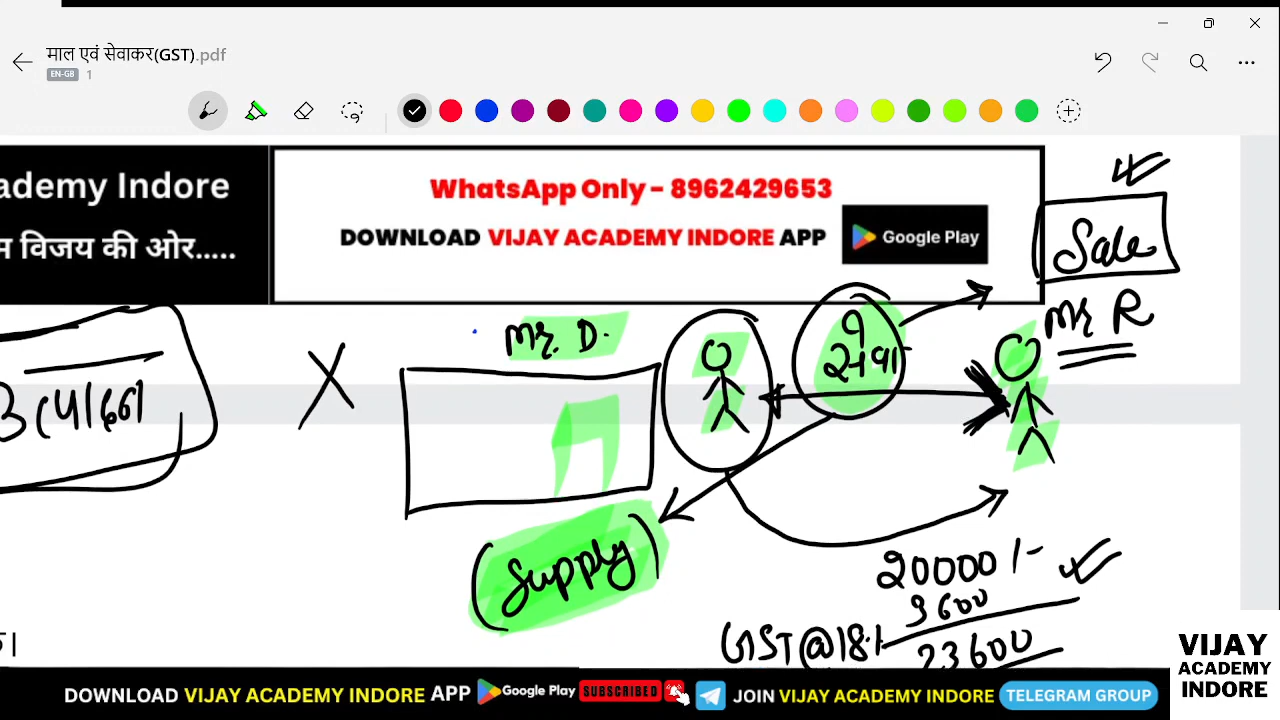 माल एवं सेवाकर(GST).pdf
EN-GB 1
ademy Indore
म विजय की ओर.....
WhatsApp Only - 8962429653
DOWNLOAD VIJAY ACADEMY INDORE APP
Google Play
Sale
Mr R
Mr. D.
(Supply)
20000/-
3600
GST@18%
23600
VIJAY
ACADEMY
INDORE
DOWNLOAD VIJAY ACADEMY INDORE APP Google Play SUBSCRIBED JOIN VIJAY ACADEMY INDORE TELEGRAM GROUP